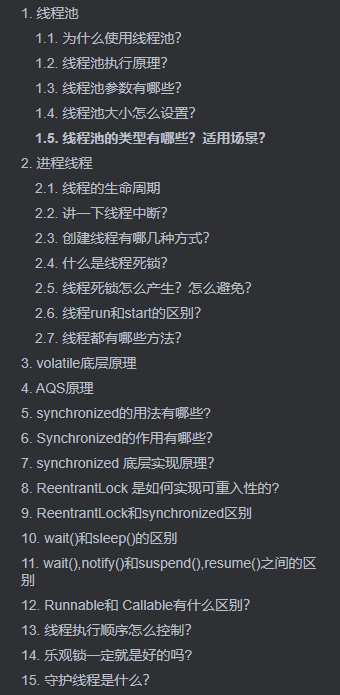 1. 线程池
1.1. 为什么使用线程池？
1.2. 线程池执行原理？
1.3. 线程池参数有哪些？
1.4. 线程池大小怎么设置？
1.5. 线程池的类型有哪些？适用场景？
2. 进程线程
2.1. 线程的生命周期
2.2. 讲一下线程中断？
2.3. 创建线程有哪几种方式？
2.4. 什么是线程死锁？
2.5. 线程死锁怎么产生？怎么避免？
2.6. 线程run和start的区别？
2.7. 线程都有哪些方法？
3. volatile底层原理
4. AQS原理
5. synchronized的用法有哪些?
6. Synchronized的作用有哪些？
7. synchronized 底层实现原理？
8. ReentrantLock 是如何实现可重入性的?
9. ReentrantLock和synchronized区别
10. wait()和sleep()的区别
11. wait(),notify()和suspend(),resume()之间的区
别
12. Runnable和 Callable有什么区别？
13. 线程执行顺序怎么控制？
14. 乐观锁一定就是好的吗?
15. 守护线程是什么？